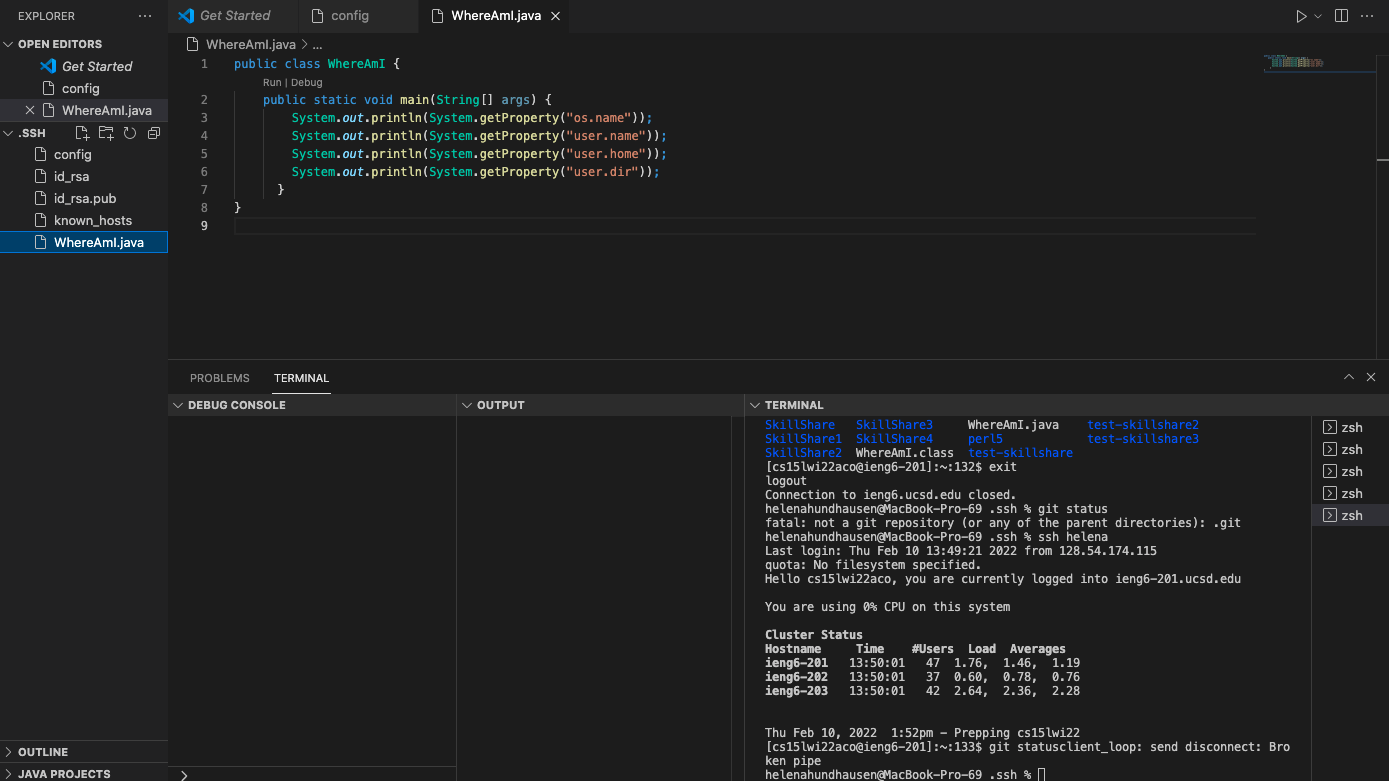 EXPLORER
OPEN EDITORS
Get Started
config
WhereAmI.java
.SSH
config
id_rsa
id_rsa.pub
known_hosts
WhereAmI.java
OUTLINE
JAVA PROJECTS
Get Started config WhereAmI.java
WhereAmI.java > ...
1 public class WhereAmI {
Run | Debug
2 public static void main(String[] args) {
3 System.out.println(System.getProperty("os.name"));
4 System.out.println(System.getProperty("user.name"));
5 System.out.println(System.getProperty("user.home"));
6 System.out.println(System.getProperty("user.dir"));
7 }
8 }
9
PROBLEMS TERMINAL
DEBUG CONSOLE OUTPUT TERMINAL
SkillShare SkillShare3 WhereAmI.java test-skillshare2
SkillShare1 SkillShare4 perl5 test-skillshare3
SkillShare2 WhereAmI.class test-skillshare
[cs15lwi22aco@ieng6-201]:~:132$ exit
logout
Connection to ieng6.ucsd.edu closed.
helenahundhausen@MacBook-Pro-69 .ssh % git status
fatal: not a git repository (or any of the parent directories): .git
helenahundhausen@MacBook-Pro-69 .ssh % ssh helena
Last login: Thu Feb 10 13:49:21 2022 from 128.54.174.115
quota: No filesystem specified.
Hello cs15lwi22aco, you are currently logged into ieng6-201.ucsd.edu
You are using 0% CPU on this system
Cluster Status
Hostname Time #Users Load Averages
ieng6-201 13:50:01 47 1.76, 1.46, 1.19
ieng6-202 13:50:01 37 0.60, 0.78, 0.76
ieng6-203 13:50:01 42 2.64, 2.36, 2.28
Thu Feb 10, 2022 1:52pm - Prepping cs15lwi22
[cs15lwi22aco@ieng6-201]:~:133$ git statusclient_loop: send disconnect: Bro
ken pipe
helenahundhausen@MacBook-Pro-69 .ssh %
zsh
zsh
zsh
zsh
zsh